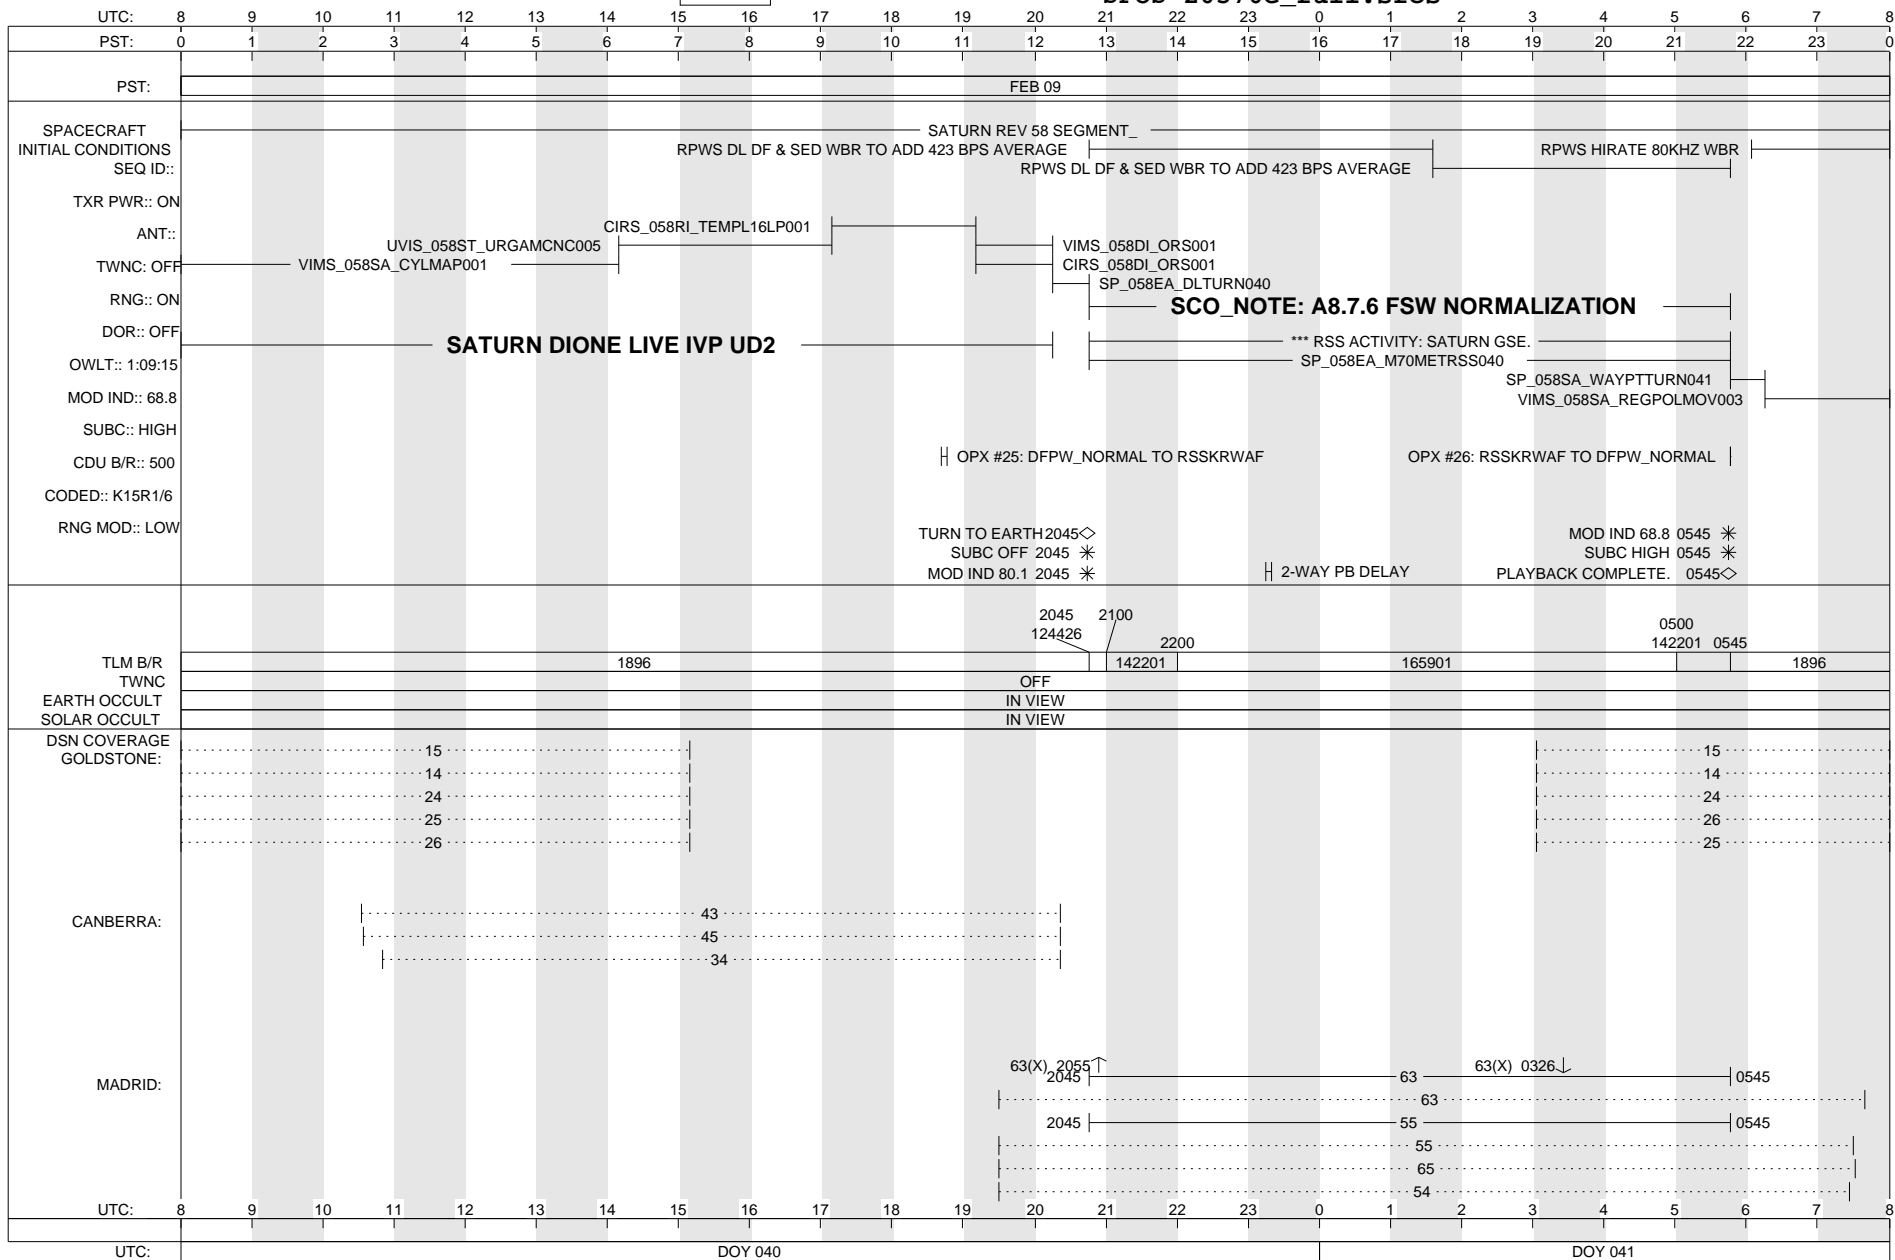 UTC: 8 9 10 11 12 13 14 15 16 17 18 19 20 21 22 23 0 1 2 3 4 5 6 7 8
PST: 0 1 2 3 4 5 6 7 8 9 10 11 12 13 14 15 16 17 18 19 20 21 22 23 0
PST: FEB 09
SPACECRAFT
INITIAL CONDITIONS
SEQ ID::
TXR PWR:: ON
ANT::
TWNC: OFF
RNG:: ON
DOR:: OFF
OWLT:: 1:09:15
MOD IND:: 68.8
SUBC:: HIGH
CDU B/R:: 500
CODED:: K15R1/6
RNG MOD:: LOW
SATURN REV 58 SEGMENT_
RPWS DL DF & SED WBR TO ADD 423 BPS AVERAGE RPWS HIRATE 80KHZ WBR
RPWS DL DF & SED WBR TO ADD 423 BPS AVERAGE
CIRS_058RI_TEMPL16LP001
UVIS_058ST_URGAMCNC005 VIMS_058DI_ORS001
VIMS_058SA_CYLMAP001 CIRS_058DI_ORS001
SP_058EA_DLTURN040
SCO_NOTE: A8.7.6 FSW NORMALIZATION
SATURN DIONE LIVE IVP UD2 *** RSS ACTIVITY: SATURN GSE.
SP_058EA_M70METRSS040
SP_058SA_WAYPTTURN041
VIMS_058SA_REGPOLMOV003
OPX #25: DFPW_NORMAL TO RSSKRWAF OPX #26: RSSKRWAF TO DFPW_NORMAL
TURN TO EARTH 2045 MOD IND 68.8 0545
SUBC OFF 2045 SUBC HIGH 0545
MOD IND 80.1 2045 2-WAY PB DELAY PLAYBACK COMPLETE. 0545
2045 2100 0500
124426 2200 142201 0545
TLM B/R 1896 142201 165901 1896
TWNC OFF
EARTH OCCULT IN VIEW
SOLAR OCCULT IN VIEW
DSN COVERAGE
GOLDSTONE:
15 15
14 14
24 24
25 26
26 25
CANBERRA:
43
45
34
MADRID:
63(X) 2055 63(X) 0326
2045 63 0545
63
2045 55 0545
55
65
54
UTC: 8 9 10 11 12 13 14 15 16 17 18 19 20 21 22 23 0 1 2 3 4 5 6 7 8
UTC: DOY 040 DOY 041